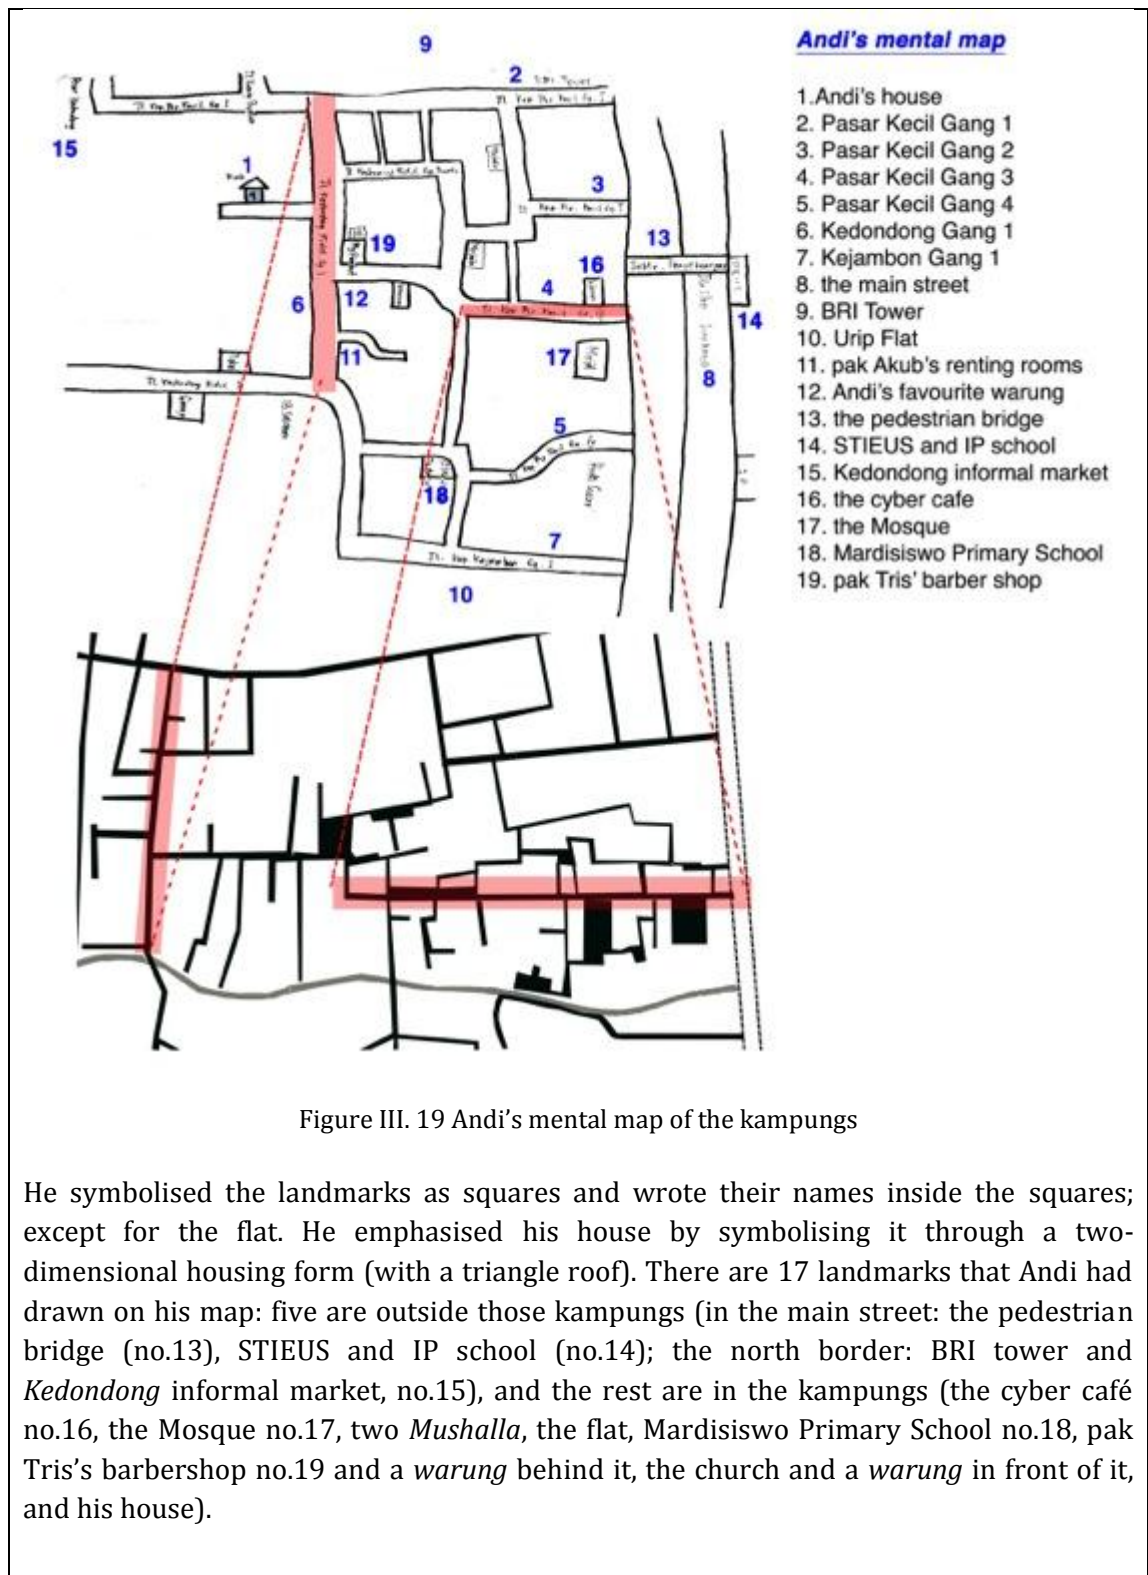 9
Andi's mental map
2
1.Andi's house
2. Pasar Kecil Gang 1
3. Pasar Kecil Gang 2
4. Pasar Kecil Gang 3
5. Pasar Kecil Gang 4
6. Kedondong Gang 1
7. Kejambon Gang 1
8. the main street
9. BRI Tower
10. Urip Flat
11. pak Akub's renting rooms
12. Andi's favourite warung
13. the pedestrian bridge
14. STIEUS and IP school
15. Kedondong informal market
16. the cyber cafe
17. the Mosque
18. Mardisiswo Primary School
19. pak Tris' barber shop
15
1
3
19
13
16
6
12
4
14
11
17
8
5
18
7
10
Figure III. 19 Andi's mental map of the kampungs
He symbolised the landmarks as squares and wrote their names inside the squares;
except for the flat. He emphasised his house by symbolising it through a two-
dimensional housing form (with a triangle roof). There are 17 landmarks that Andi had
drawn on his map: five are outside those kampungs (in the main street: the pedestrian
bridge (no.13), STIEUS and IP school (no.14); the north border: BRI tower and
Kedondong informal market, no.15), and the rest are in the kampungs (the cyber café
no.16, the Mosque no.17, two Mushalla, the flat, Mardisiswo Primary School no.18, pak
Tris's barbershop no.19 and a warung behind it, the church and a warung in front of it,
and his house).